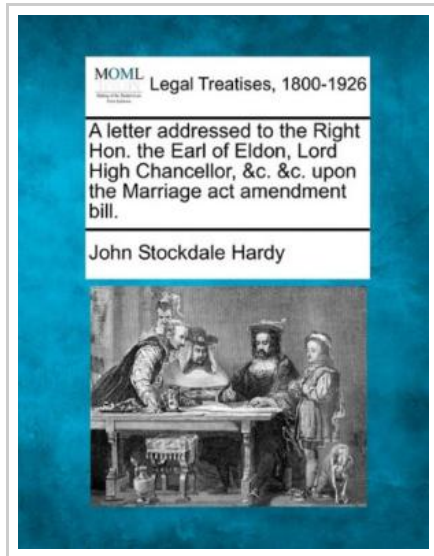 MOML
Legal Treatises, 1800-1926
A letter addressed to the Right
Hon. the Earl of Eldon, Lord
High Chancellor, &c. &c. upon
the Marriage act amendment
bill.
John Stockdale Hardy